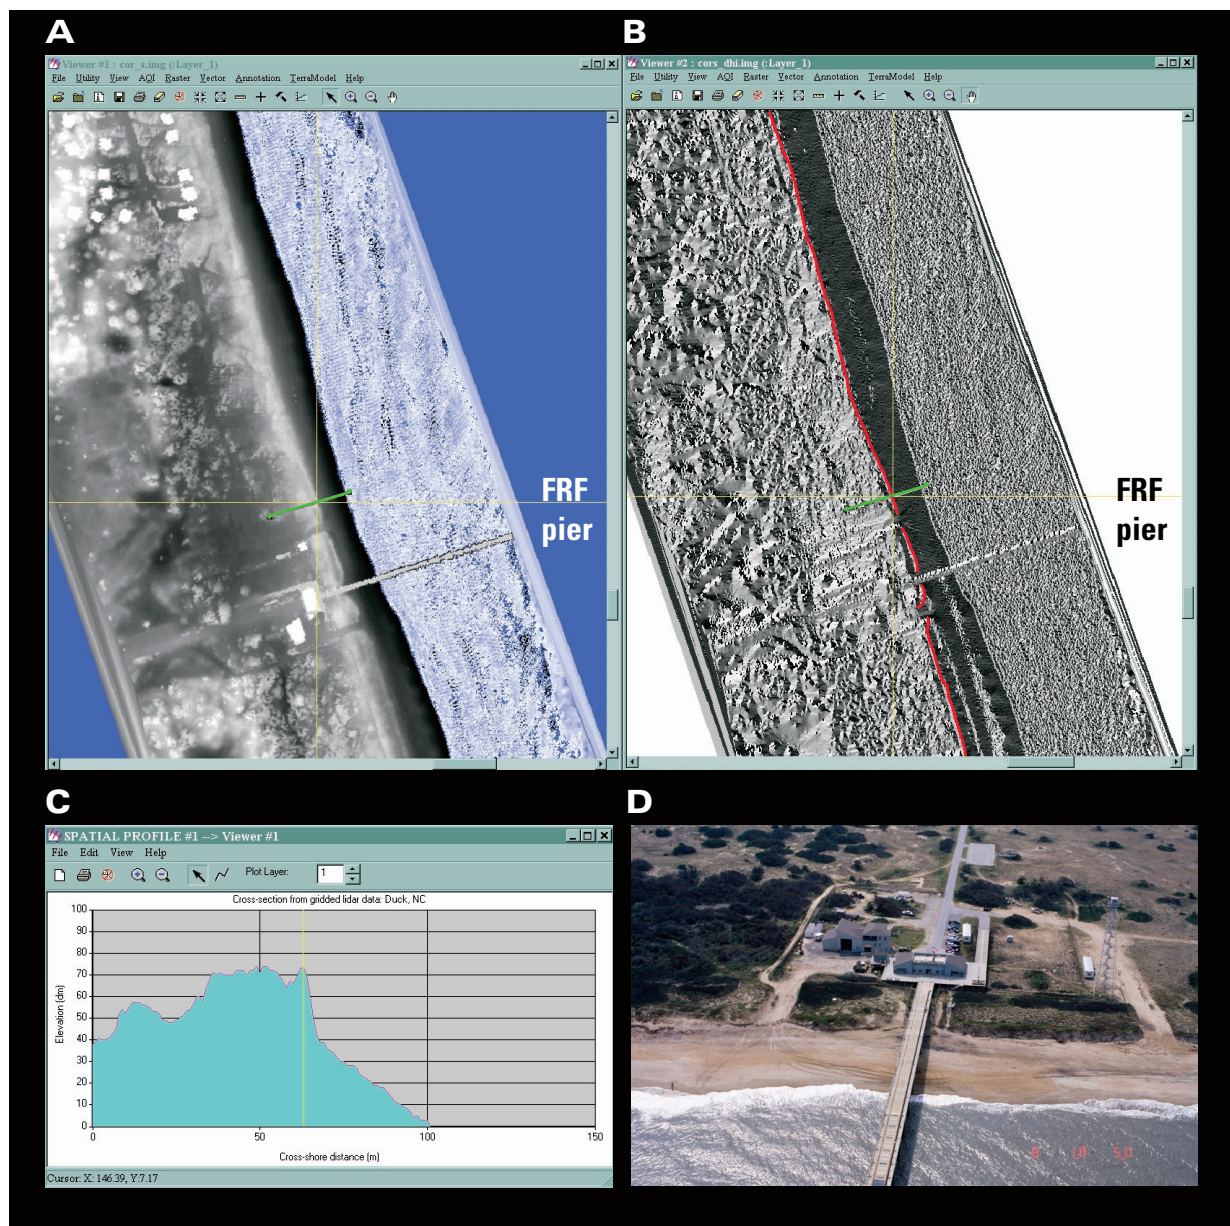 A
Viewer #1 : cor_s.img (:Layer_1)
File Utility View AOI Raster Vector Annotation TerraModel Help
FRF
pier
B
Viewer #2 : cors_dhi.img (:Layer_1)
File Utility View AOI Raster Vector Annotation TerraModel Help
FRF
pier
C
SPATIAL PROFILE #1 --> Viewer #1
File Edit View Help
Plot Layer: 1
Cross-section from gridded lidar data: Duck, NC
100
90
80
70
60
50
40
30
20
10
0
Elevation (dm)
0 50 100 150
Cross-shore distance (m)
Cursor: X: 146.39, Y:7.17
D